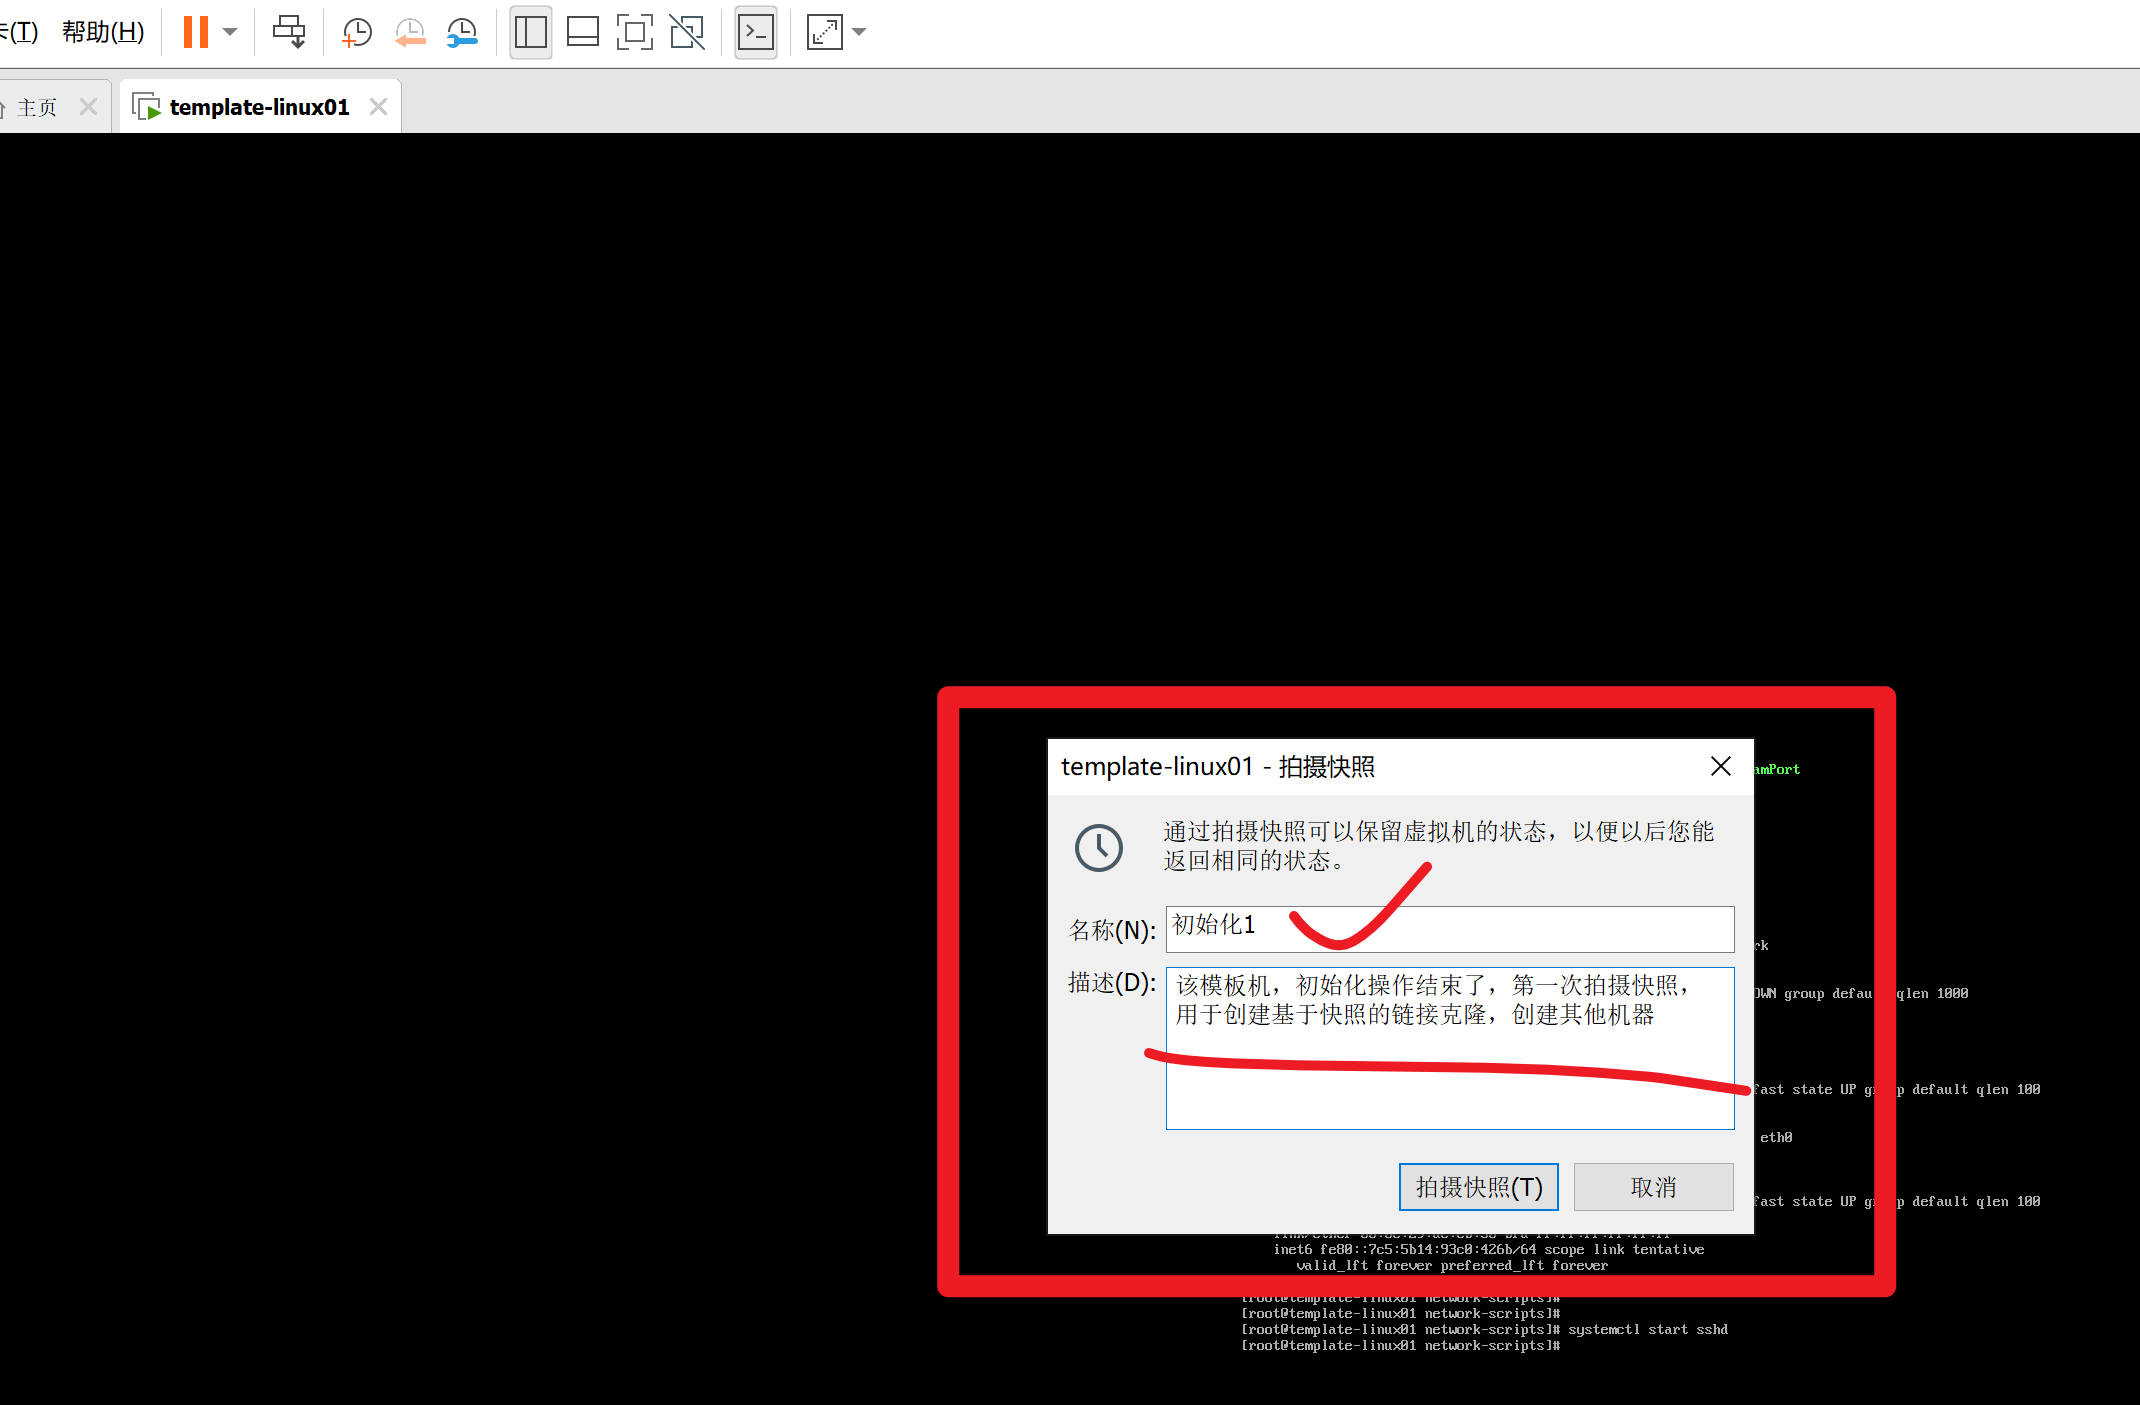 (T) 帮助(H)
主页
template-linux01
template-linux01 - 拍摄快照
amPort
通过拍摄快照可以保留虚拟机的状态，以便以后您能
返回相同的状态。
名称(N): 初始化1
rk
描述(D): 该模板机，初始化操作结束了，第一次拍摄快照，
用于创建基于快照的链接克隆，创建其他机器
OWN group defau qlen 1000
fast state UP g p default qlen 100
eth0
拍摄快照(T) 取消
fast state UP g p default qlen 100
inet6 fe80::7c5:5b14:93c0:426b/64 scope link tentative
valid_lft forever preferred_lft forever
[root@template-linux01 network-scripts]#
[root@template-linux01 network-scripts]#
[root@template-linux01 network-scripts]# systemctl start sshd
[root@template-linux01 network-scripts]#